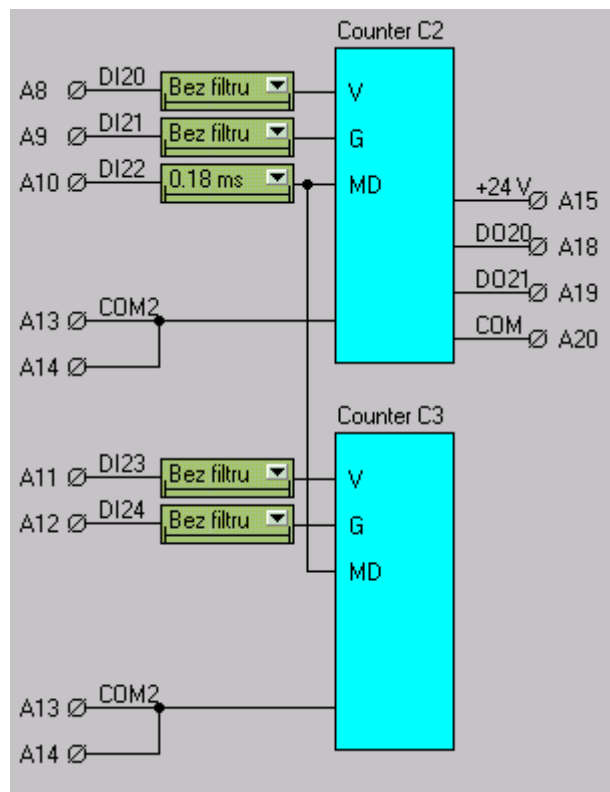 Counter C2
A8 DI20 Bez filtru V
A9 DI21 Bez filtru G
A10 DI22 0.18 ms MD
+24 V A15
DO20 A18
DO21 A19
A13 COM2
COM A20
A14
Counter C3
A11 DI23 Bez filtru V
A12 DI24 Bez filtru G
MD
A13 COM2
A14